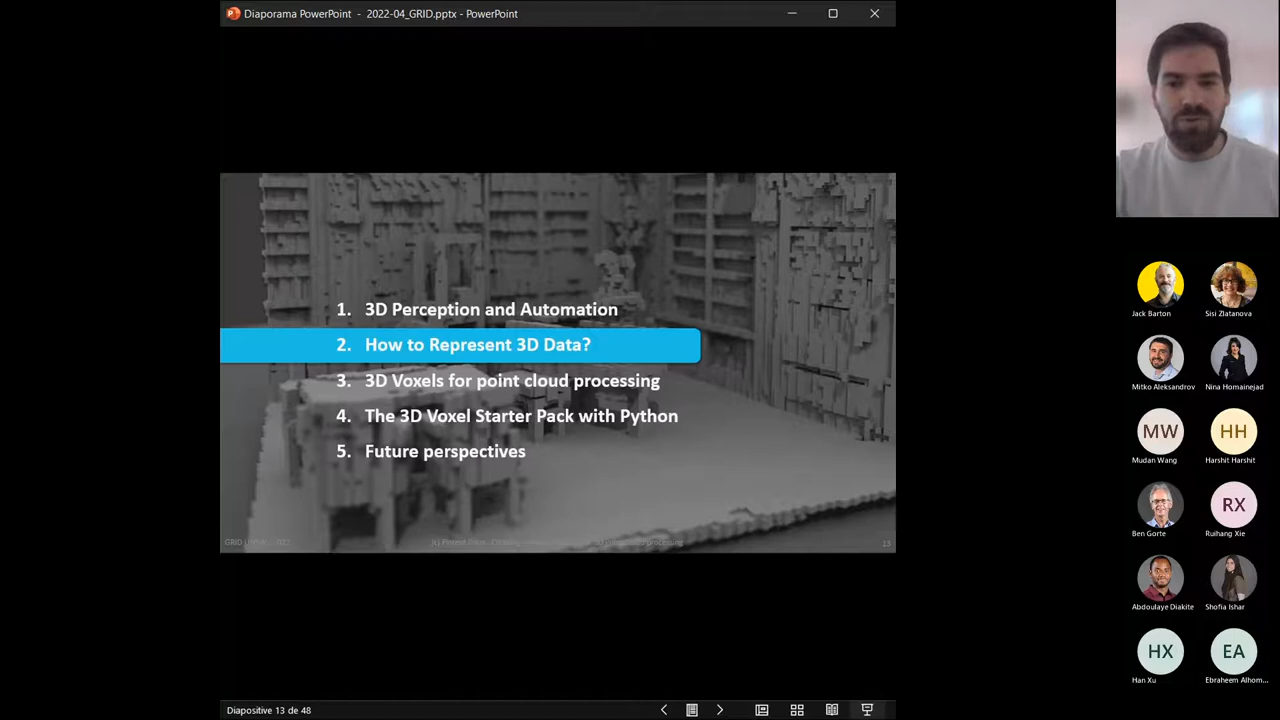 Diaporama PowerPoint - 2022-04_GRID.pptx - PowerPoint
1. 3D Perception and Automation
2. How to Represent 3D Data?
3. 3D Voxels for point cloud processing
4. The 3D Voxel Starter Pack with Python
5. Future perspectives
13
Diapositive 13 de 48
Jack Barton
Sisi Zlatanova
Mitko Aleksandrov
Nina Homainejad
MW
HH
Mudan Wang
Harshit Harshit
RX
Ben Gorte
Ruihang Xie
Abdoulaye Diakite
Shofia Ishar
HX
EA
Han Xu
Ebraheem Alhom...